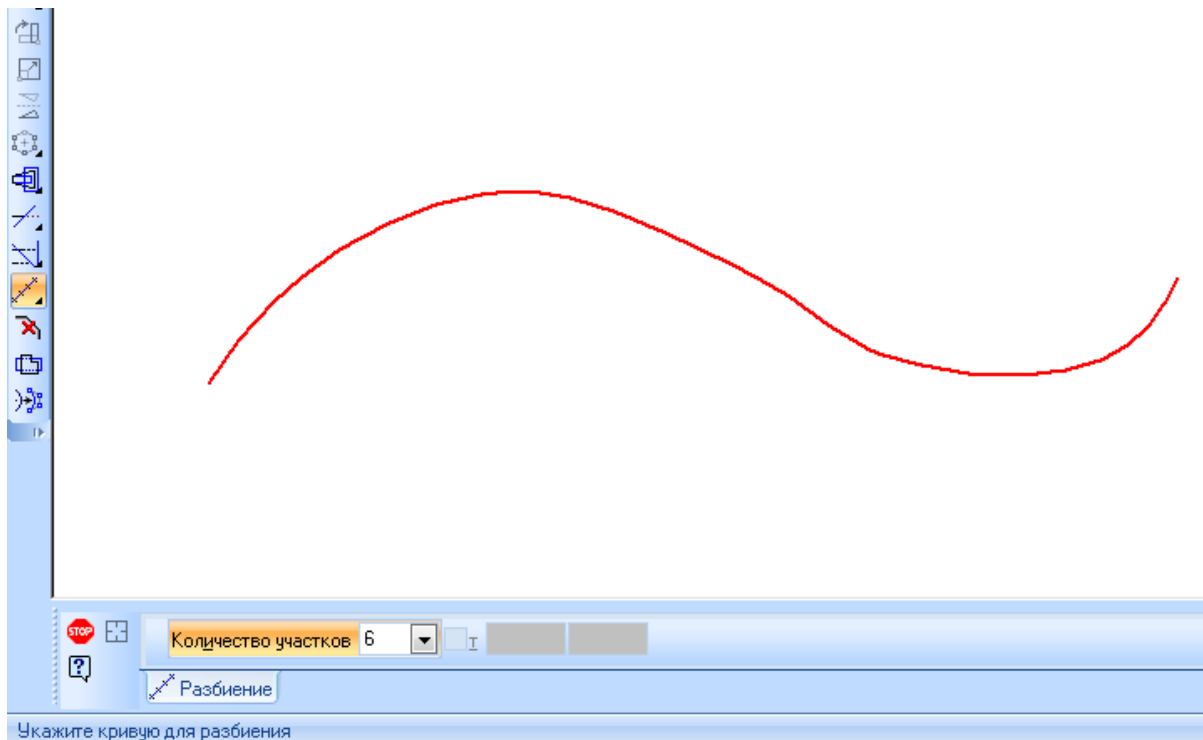 STOP
Количество участков 6
T
?
Разбиение
Укажите кривую для разбиения